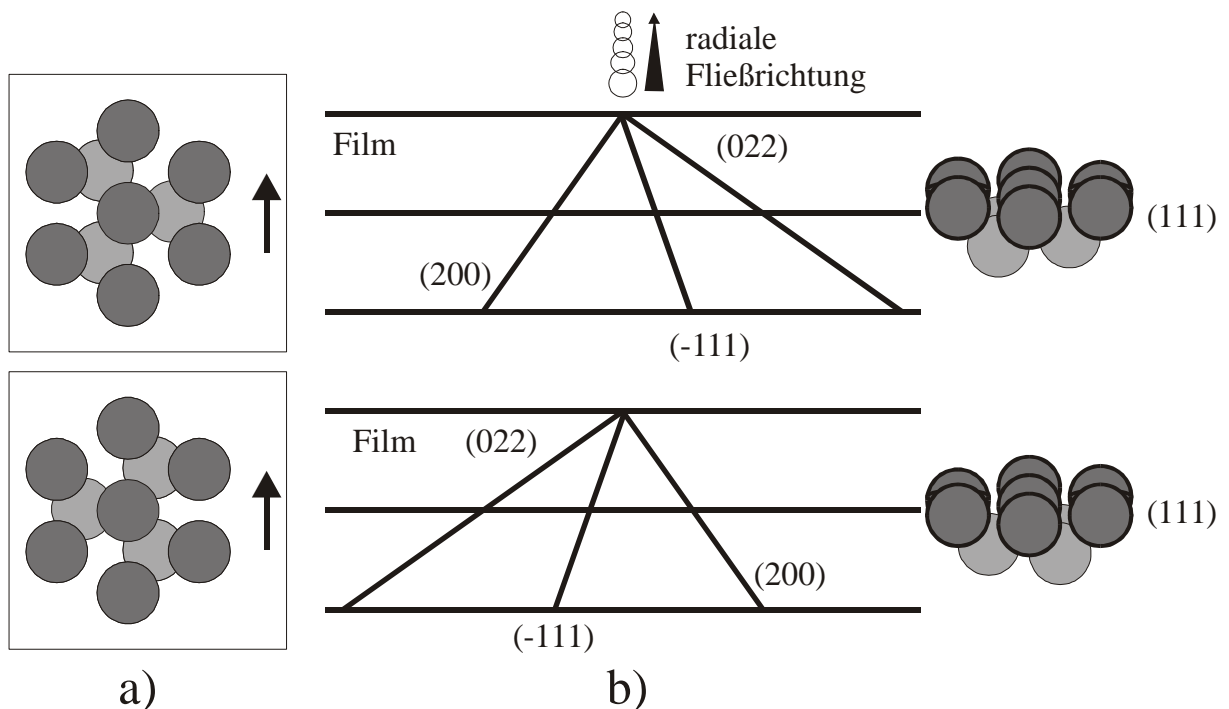 radiale
Fließrichtung
Film
(022)
(111)
(200)
(-111)
Film
(022)
(111)
(200)
(-111)
a)
b)